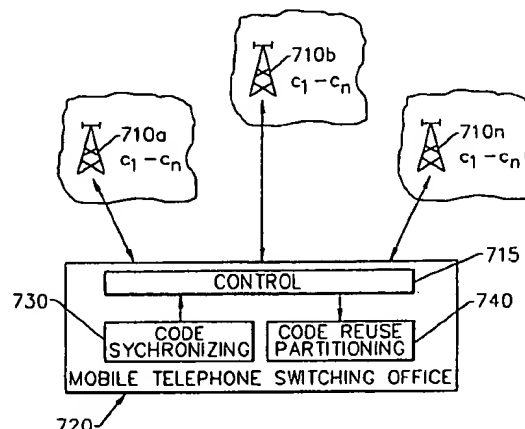 710b
c₁ – cₙ
710a
c₁ – cₙ
710n
c₁ – cₙ
CONTROL
715
730
CODE SYCHRONIZING
CODE REUSE PARTITIONING
740
MOBILE TELEPHONE SWITCHING OFFICE
720